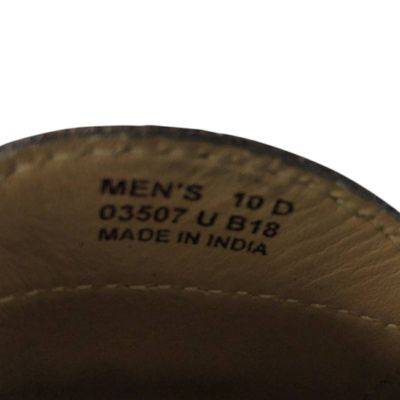 MEN'S 10 D
03507 U B18
MADE IN INDIA